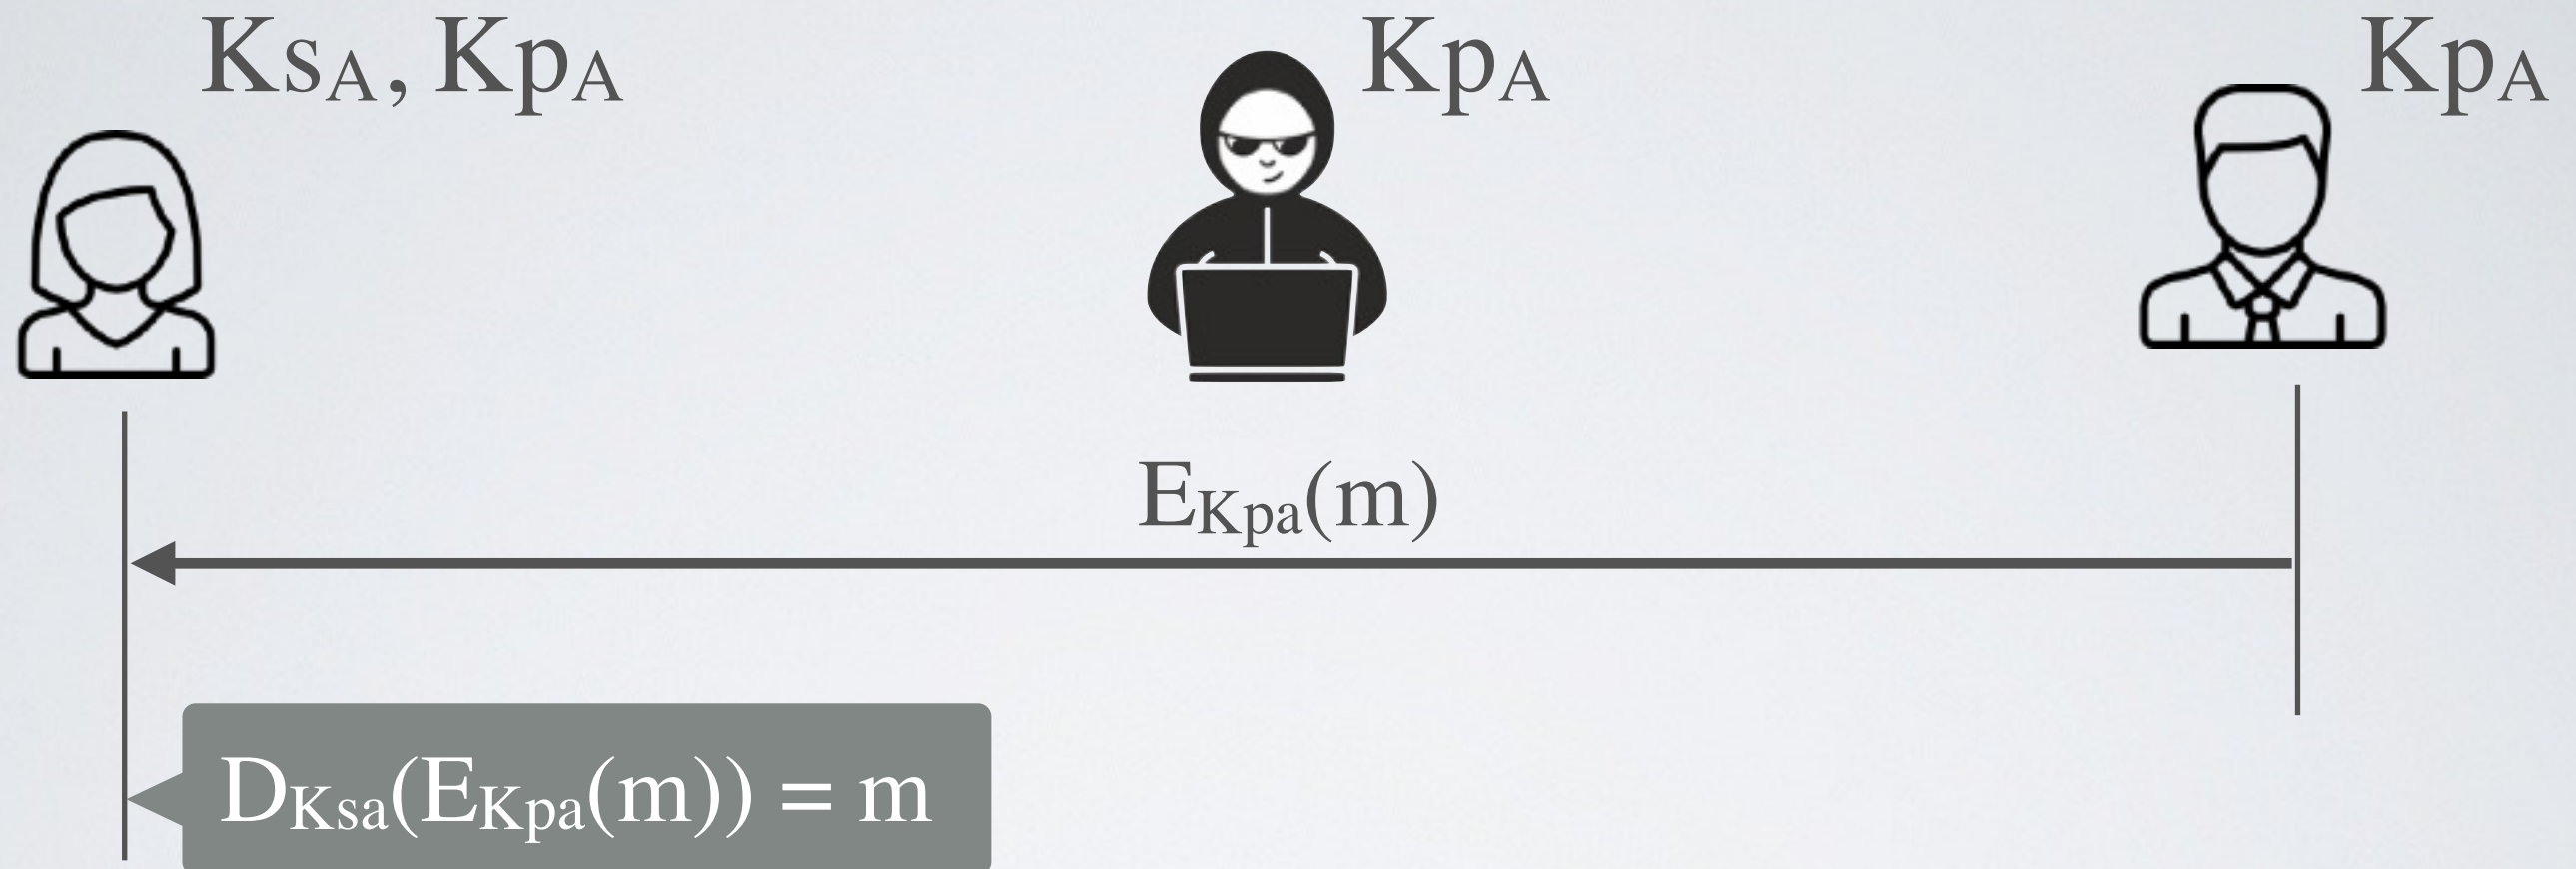 KsA, KpA
KpA
KpA
EKpa(m)
DKsa(EKpa(m)) = m